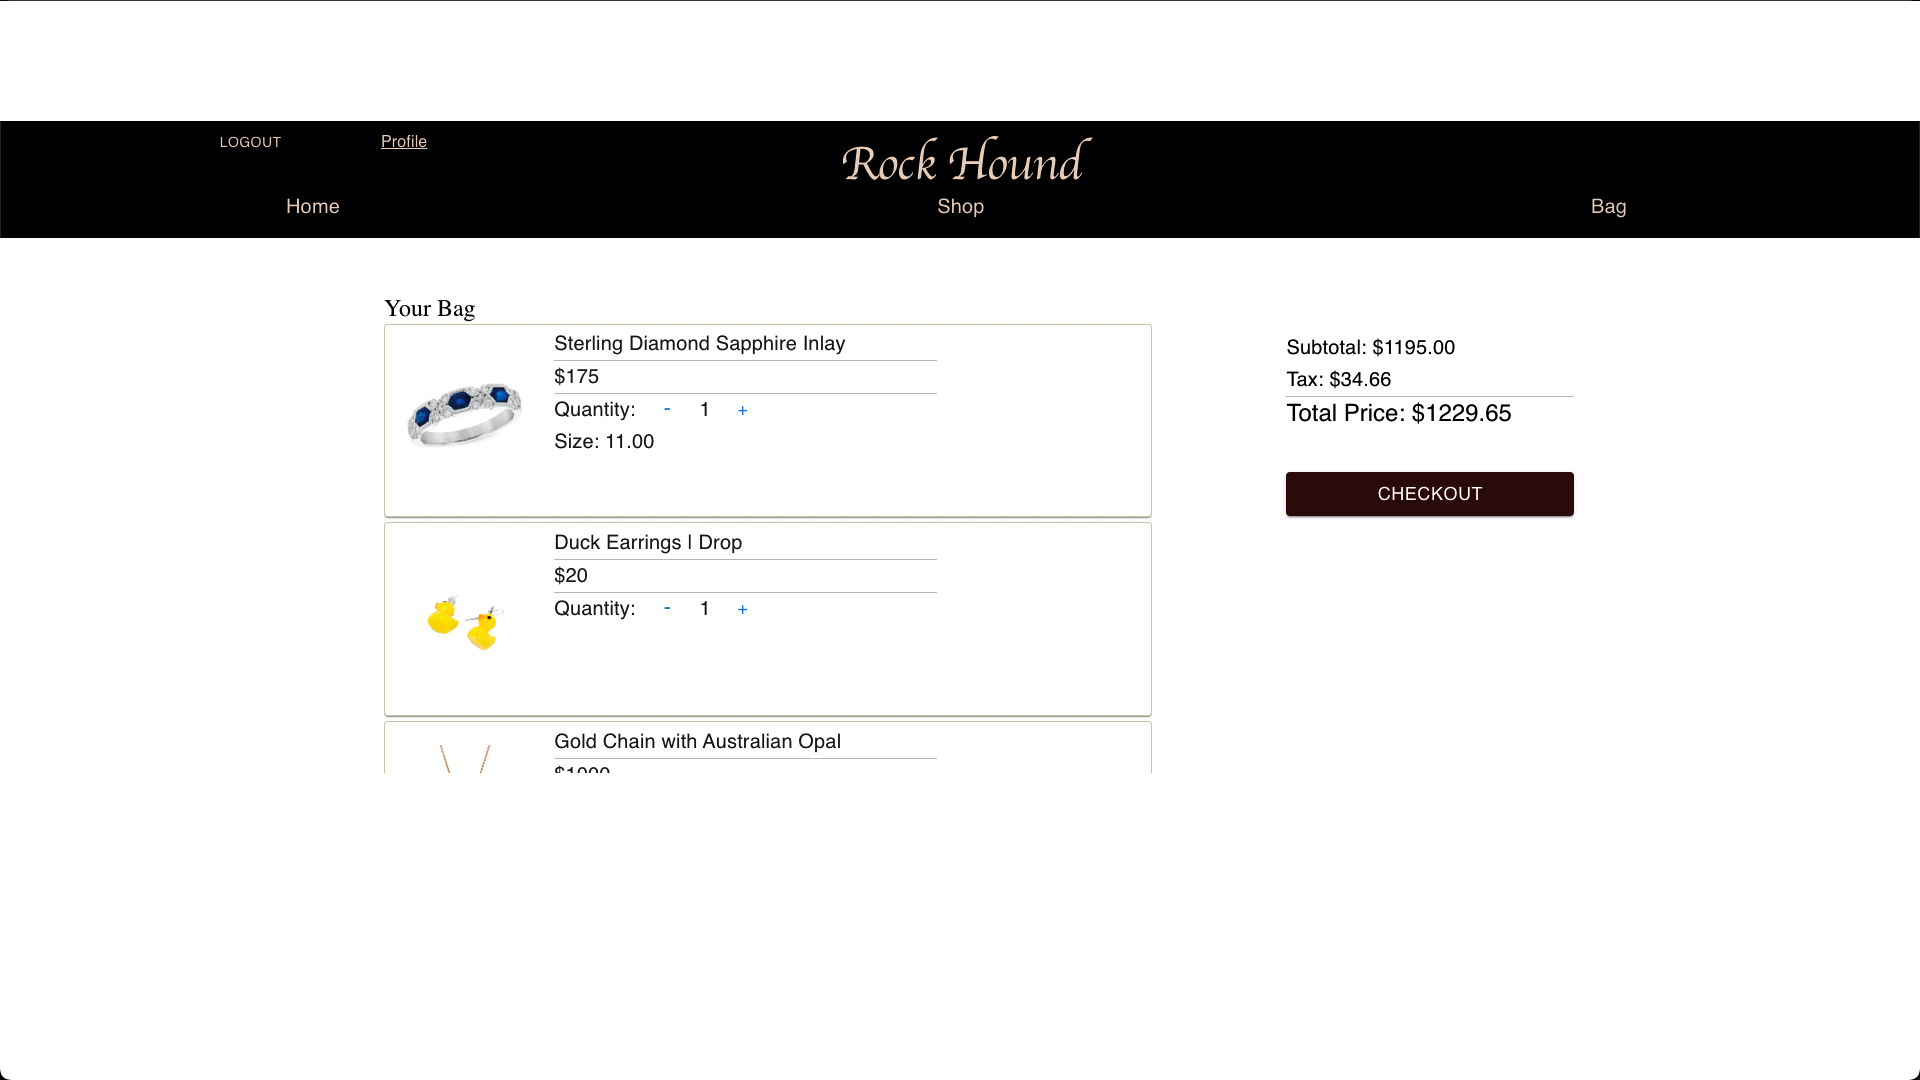 LOGOUT
Profile
Rock Hound
Home
Shop
Bag
Your Bag
Sterling Diamond Sapphire Inlay
$175
Quantity: - 1 +
Size: 11.00
Duck Earrings | Drop
$20
Quantity: - 1 +
Gold Chain with Australian Opal
$1000
Subtotal: $1195.00
Tax: $34.66
Total Price: $1229.65
CHECKOUT